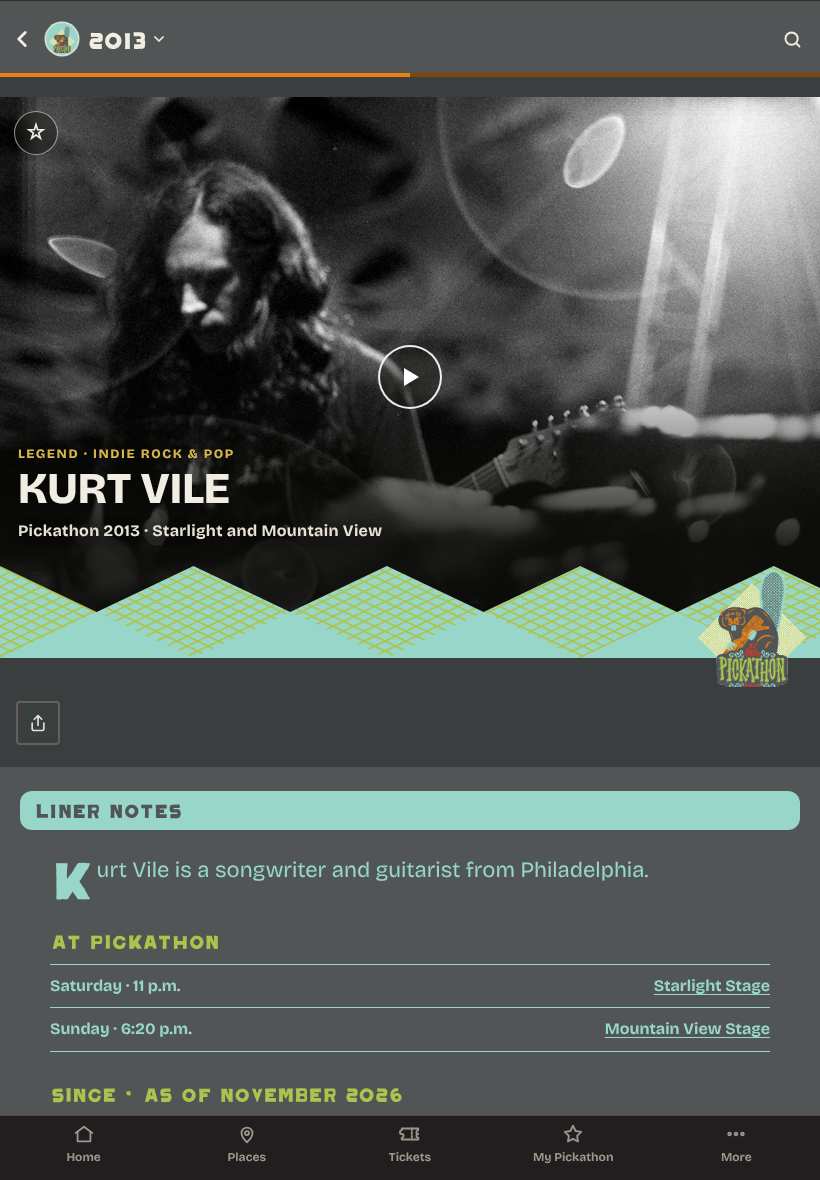 2013
LEGEND · INDIE ROCK & POP
KURT VILE
Pickathon 2013 · Starlight and Mountain View
PICKATHON
LINER NOTES
Kurt Vile is a songwriter and guitarist from Philadelphia.
AT PICKATHON
Saturday · 11 p.m. Starlight Stage
Sunday · 6:20 p.m. Mountain View Stage
SINCE · AS OF NOVEMBER 2026
Home Places Tickets My Pickathon More